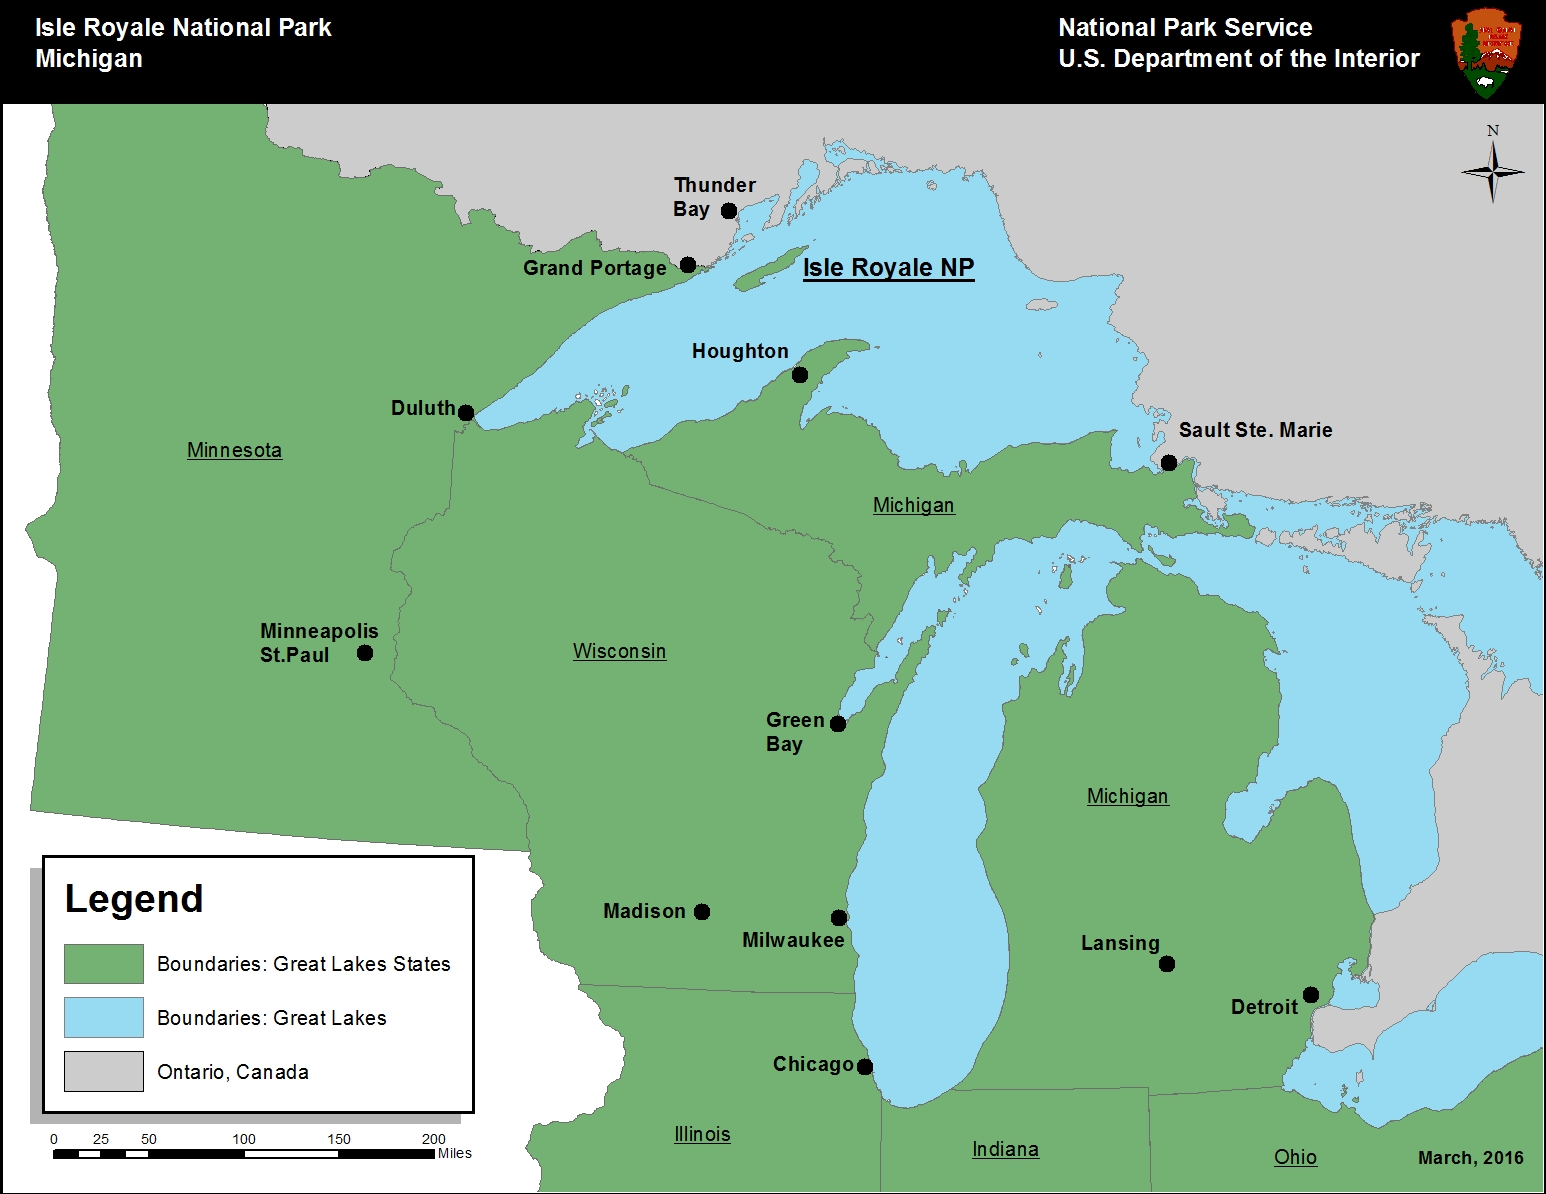 Isle Royale National Park
Michigan
National Park Service
U.S. Department of the Interior
N
Thunder
Bay
Grand Portage
Isle Royale NP
Houghton
Duluth
Sault Ste. Marie
Minnesota
Michigan
Minneapolis
St.Paul
Wisconsin
Green
Bay
Michigan
Madison
Milwaukee
Lansing
Detroit
Chicago
Illinois
Indiana
Ohio
Legend
Boundaries: Great Lakes States
Boundaries: Great Lakes
Ontario, Canada
0 25 50 100 150 200
Miles
March, 2016